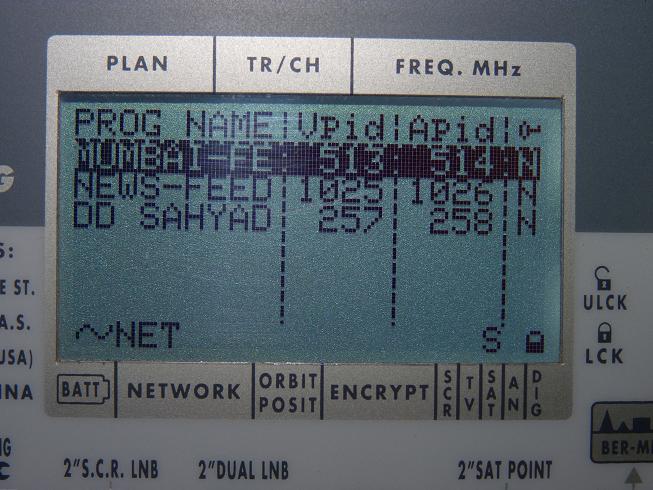 PLAN TR/CH FREQ. MHz
PROG NAME Vpid Apid
MUMBAI-FE 513 514 N
NEWS-FEED 1025 1026 N
DD SAHYAD 257 258 N
~NET S
BATT NETWORK ORBIT POSIT ENCRYPT SCR TV SAT AN DIG
ULCK
LCK
E ST.
A.S.
USA)
BER-M
2"S.C.R. LNB 2"DUAL LNB 2"SAT POINT